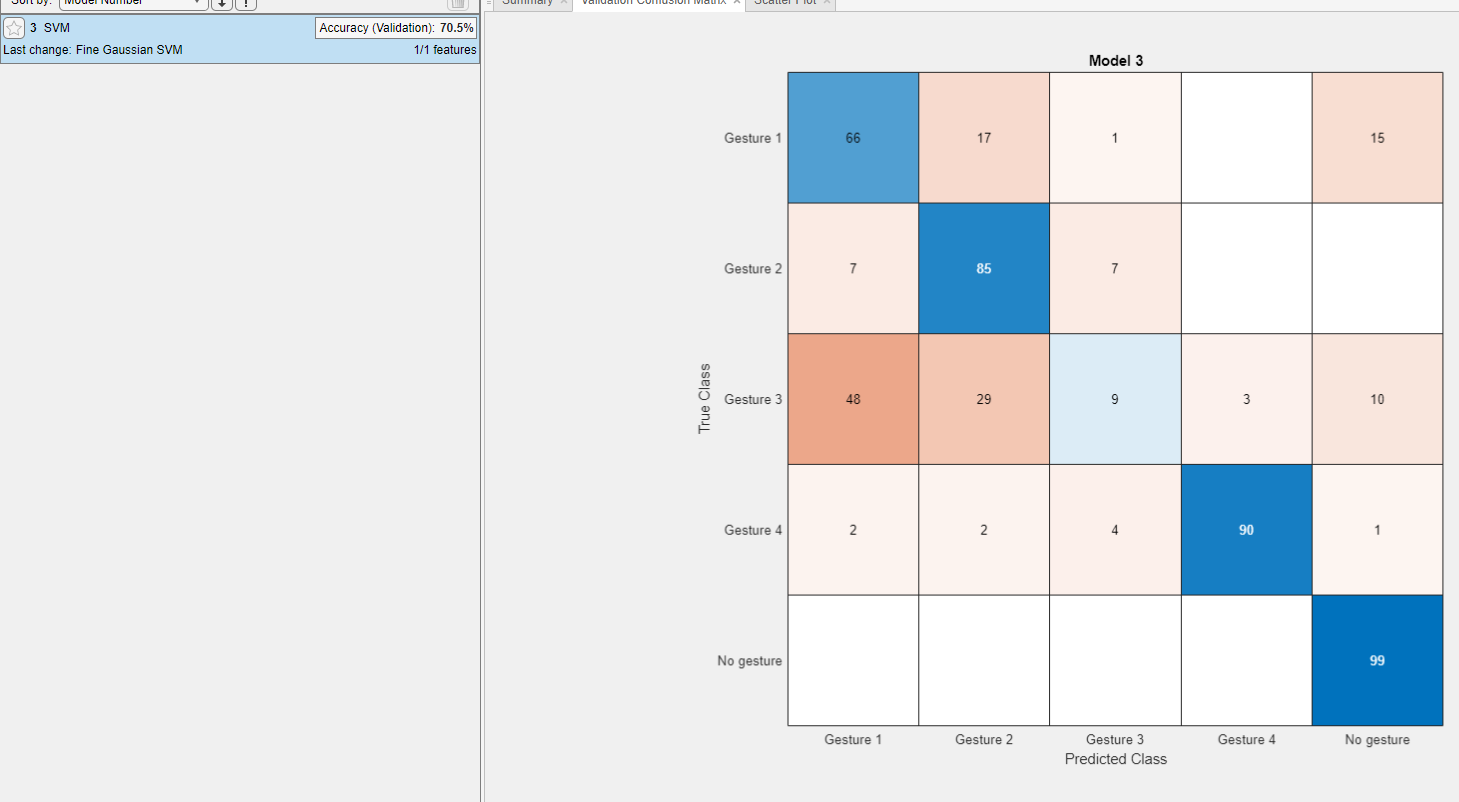 Sort by: Model Number
Summary × Validation Confusion Matrix × Scatter Plot ×
3 SVM Accuracy (Validation): 70.5%
Last change: Fine Gaussian SVM 1/1 features
Model 3
Gesture 1 66 17 1 15
Gesture 2 7 85 7
True Class
Gesture 3 48 29 9 3 10
Gesture 4 2 2 4 90 1
No gesture 99
Gesture 1 Gesture 2 Gesture 3 Gesture 4 No gesture
Predicted Class